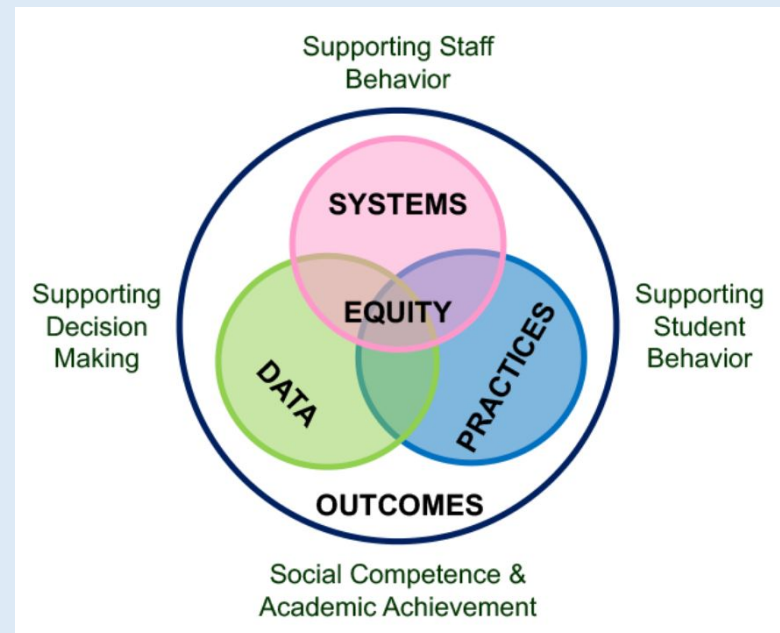 Supporting Staff
Behavior
SYSTEMS
Supporting
Decision
Making
EQUITY
Supporting
Student
Behavior
DATA
PRACTICES
OUTCOMES
Social Competence &
Academic Achievement